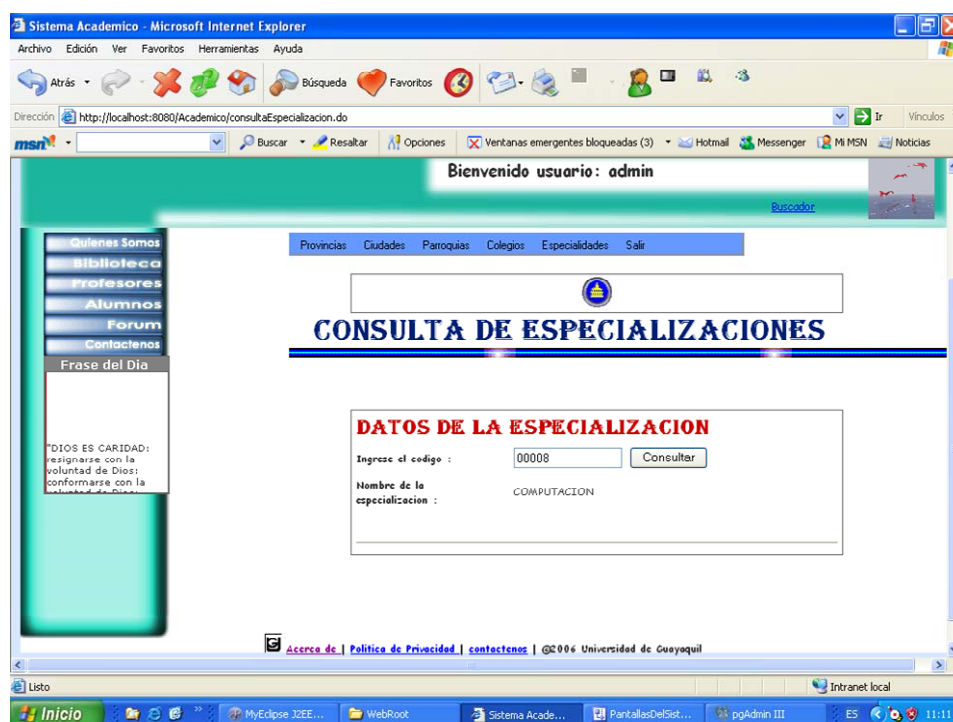 Sistema Academico - Microsoft Internet Explorer
Archivo Edición Ver Favoritos Herramientas Ayuda
Atrás Búsqueda Favoritos
Dirección http://localhost:8080/Academico/consultaEspecializacion.do Ir Vínculos
msn Buscar Resaltar Opciones Ventanas emergentes bloqueadas (3) Hotmail Messenger Mi MSN Noticias
Bienvenido usuario: admin
Buscador
Quienes Somos
Biblioteca
Profesores
Alumnos
Forum
Contactenos
Frase del Dia
"DIOS ES CARIDAD:
resignarse con la
voluntad de Dios:
conformarse con la
voluntad de Dios:
Provincias Ciudades Parroquias Colegios Especialidades Salir
CONSULTA DE ESPECIALIZACIONES
DATOS DE LA ESPECIALIZACION
Ingrese el codigo : 00008 Consultar
Nombre de la
especializacion : COMPUTACION
Acerca de | Politica de Privacidad | contactenos | @2006 Universidad de Guayaquil
Listo Intranet local
Inicio MyEclipse J2EE... WebRoot Sistema Acade... PantallasDelSist... pgAdmin III ES 11:11